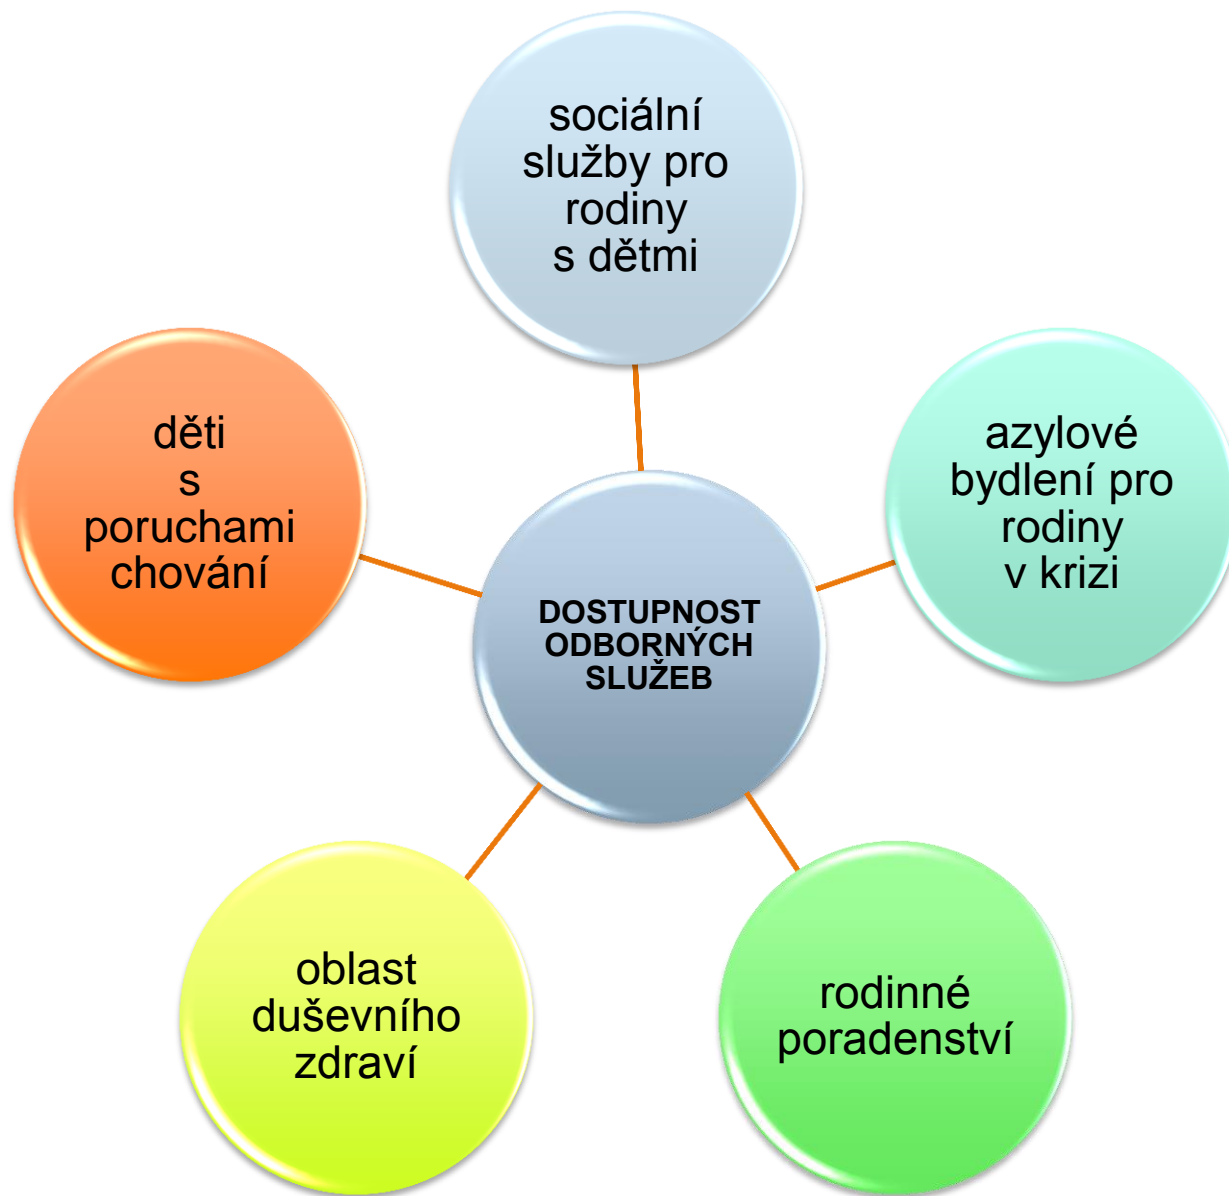 sociální
služby pro
rodiny
s dětmi
děti
s
poruchami
chování
azylové
bydlení pro
rodiny
v krizi
DOSTUPNOST
ODBORNÝCH
SLUŽEB
oblast
duševního
zdraví
rodinné
poradenství